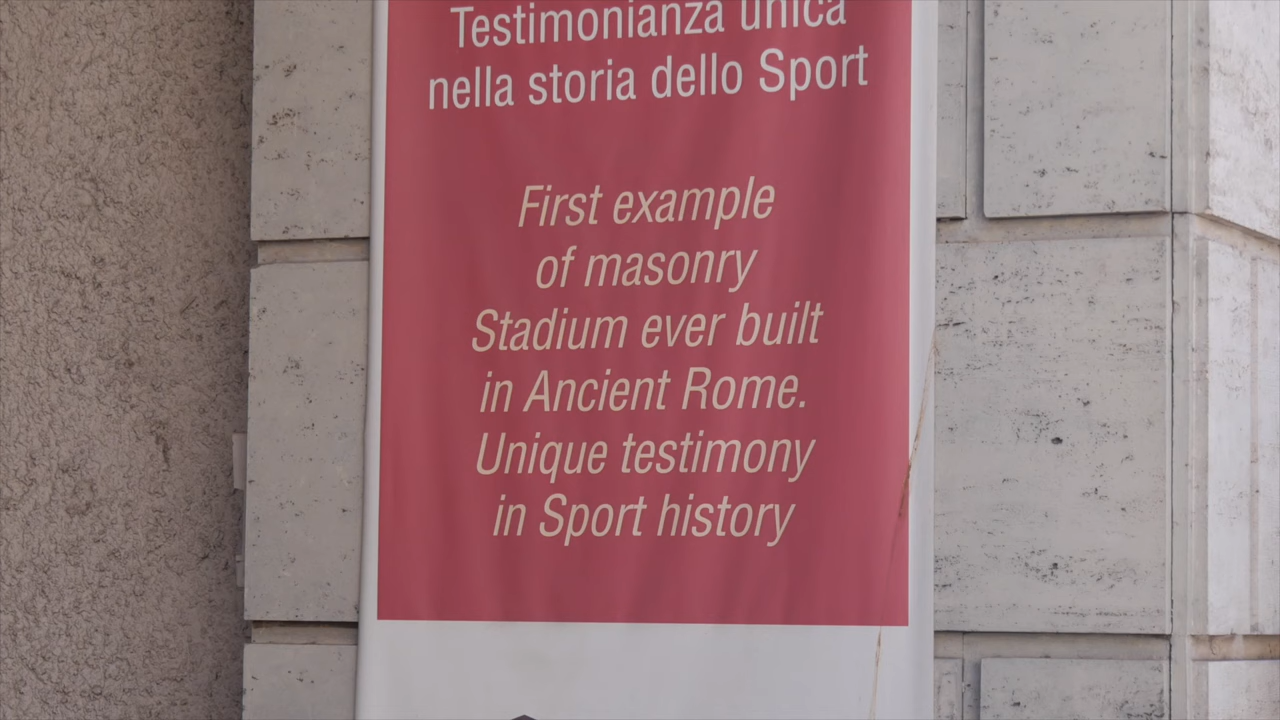 Testimonianza unica
nella storia dello Sport
First example
of masonry
Stadium ever built
in Ancient Rome.
Unique testimony
in Sport history